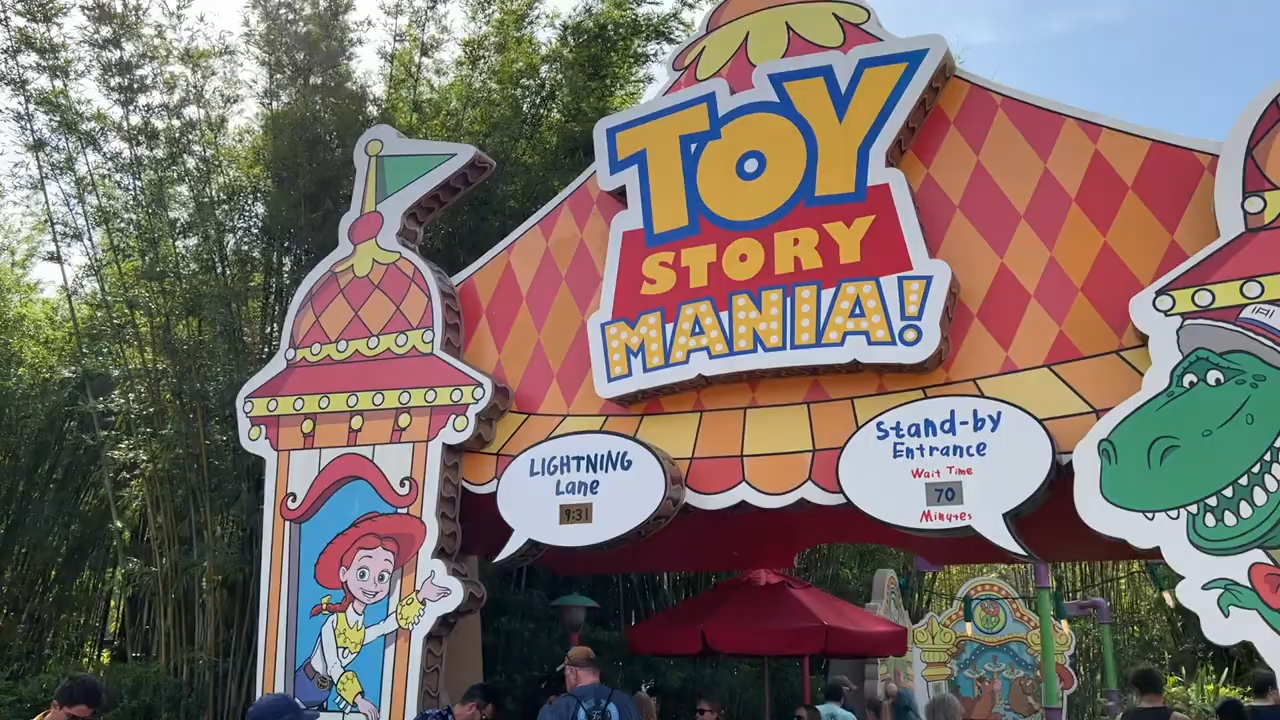 TOY
STORY
MANIA!
LIGHTNING
Lane
9:31
Stand-by
Entrance
Wait Time
70
Minutes